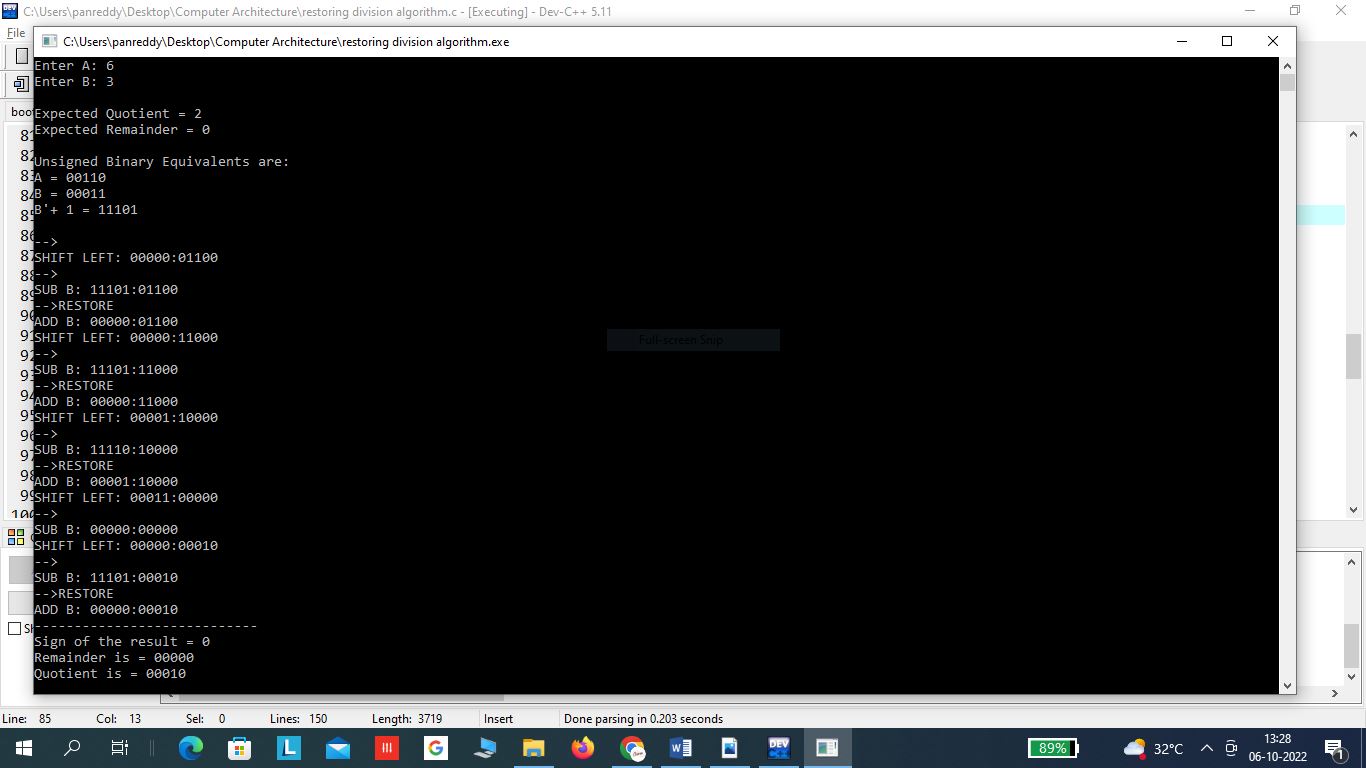 C:\Users\panreddy\Desktop\Computer Architecture\restoring division algorithm.c - [Executing] - Dev-C++ 5.11
File
C:\Users\panreddy\Desktop\Computer Architecture\restoring division algorithm.exe
Enter A: 6
Enter B: 3
Expected Quotient = 2
Expected Remainder = 0
Unsigned Binary Equivalents are:
A = 00110
B = 00011
B'+ 1 = 11101
-->
SHIFT LEFT: 00000:01100
-->
SUB B: 11101:01100
-->RESTORE
ADD B: 00000:01100
SHIFT LEFT: 00000:11000
-->
SUB B: 11101:11000
-->RESTORE
ADD B: 00000:11000
SHIFT LEFT: 00001:10000
-->
SUB B: 11110:10000
-->RESTORE
ADD B: 00001:10000
SHIFT LEFT: 00011:00000
-->
SUB B: 00000:00000
SHIFT LEFT: 00000:00010
-->
SUB B: 11101:00010
-->RESTORE
ADD B: 00000:00010
----------------------------
Sign of the result = 0
Remainder is = 00000
Quotient is = 00010
Full-screen Snip
Line: 85 Col: 13 Sel: 0 Lines: 150 Length: 3719 Insert Done parsing in 0.203 seconds
89% 32°C 13:28
06-10-2022 1